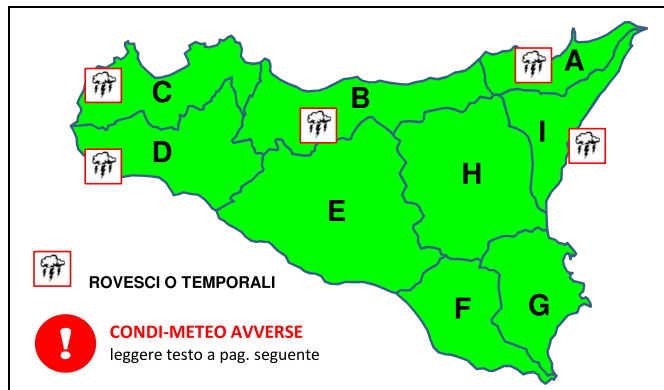 A
B
C
I
D
H
E
F
G
ROVESCI O TEMPORALI
!
CONDI-METEO AVVERSE
leggere testo a pag. seguente